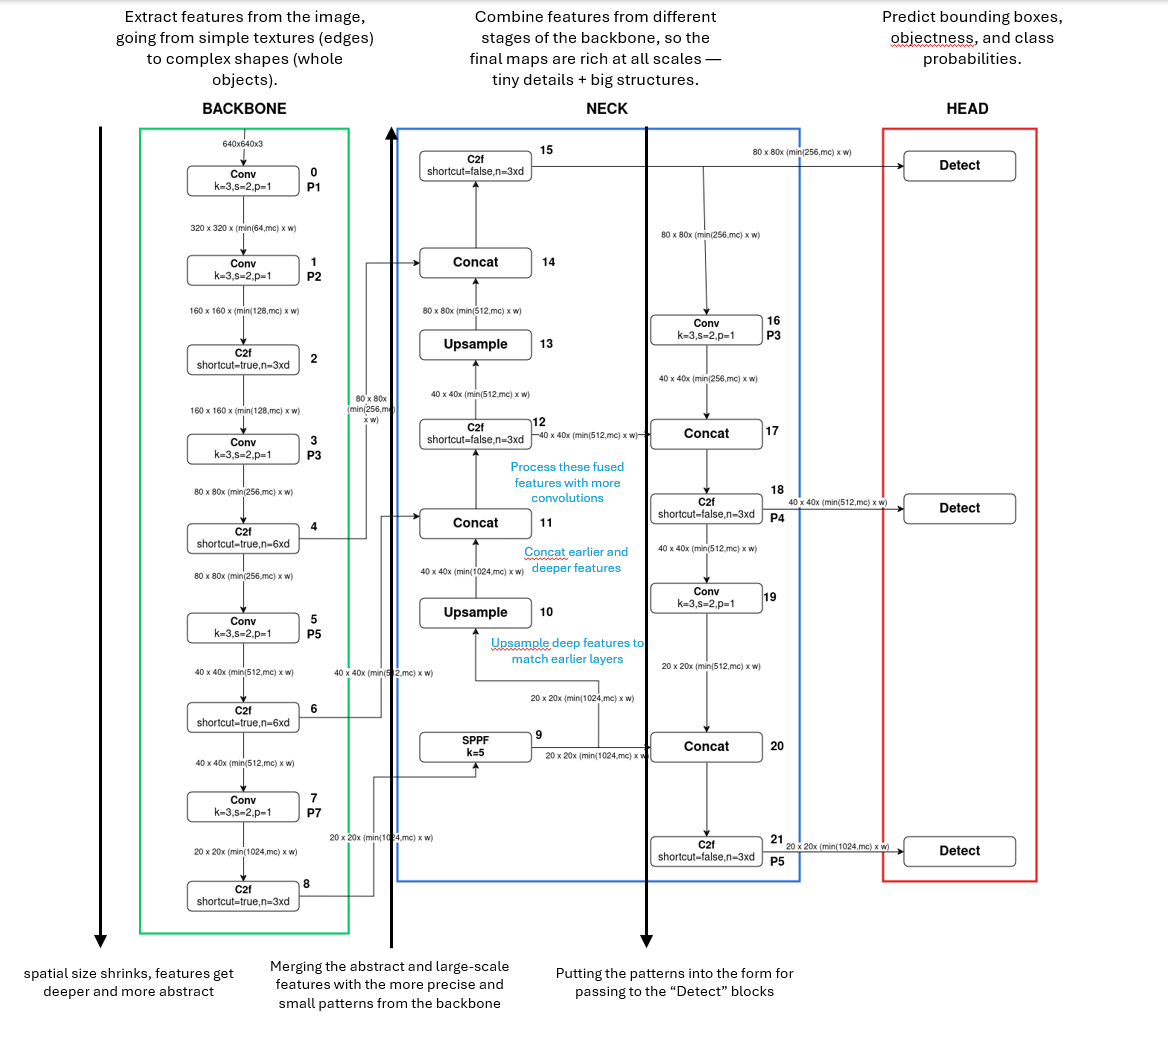 Extract features from the image,
going from simple textures (edges)
to complex shapes (whole
objects).
Combine features from different
stages of the backbone, so the
final maps are rich at all scales —
tiny details + big structures.
Predict bounding boxes,
objectness, and class
probabilities.
BACKBONE
NECK
HEAD
640x640x3
Conv
k=3,s=2,p=1
0
P1
320 x 320 x (min(64,mc) x w)
Conv
k=3,s=2,p=1
1
P2
160 x 160 x (min(128,mc) x w)
C2f
shortcut=true,n=3xd
2
160 x 160 x (min(128,mc) x w)
Conv
k=3,s=2,p=1
3
P3
80 x 80x (min(256,mc) x w)
C2f
shortcut=true,n=6xd
4
80 x 80x (min(256,mc) x w)
Conv
k=3,s=2,p=1
5
P5
40 x 40x (min(512,mc) x w)
C2f
shortcut=true,n=6xd
6
40 x 40x (min(512,mc) x w)
Conv
k=3,s=2,p=1
7
P7
20 x 20x (min(1024,mc) x w)
C2f
shortcut=true,n=3xd
8
80 x 80x
(min(256,mc)
x w)
40 x 40x (min(512,mc) x w)
20 x 20x (min(1024,mc) x w)
C2f
shortcut=false,n=3xd
15
Concat
14
80 x 80x (min(512,mc) x w)
Upsample
13
40 x 40x (min(512,mc) x w)
C2f
shortcut=false,n=3xd
12
40 x 40x (min(512,mc) x w)
Process these fused
features with more
convolutions
Concat
11
Concat earlier and
deeper features
40 x 40x (min(1024,mc) x w)
Upsample
10
Upsample deep features to
match earlier layers
20 x 20x (min(1024,mc) x w)
SPPF
k=5
9
20 x 20x (min(1024,mc) x w)
80 x 80x (min(256,mc) x w)
80 x 80x (min(256,mc) x w)
Conv
k=3,s=2,p=1
16
P3
40 x 40x (min(256,mc) x w)
Concat
17
C2f
shortcut=false,n=3xd
18
P4
40 x 40x (min(512,mc) x w)
40 x 40x (min(512,mc) x w)
Conv
k=3,s=2,p=1
19
20 x 20x (min(512,mc) x w)
Concat
20
C2f
shortcut=false,n=3xd
21
P5
20 x 20x (min(1024,mc) x w)
Detect
Detect
Detect
spatial size shrinks, features get
deeper and more abstract
Merging the abstract and large-scale
features with the more precise and
small patterns from the backbone
Putting the patterns into the form for
passing to the “Detect” blocks